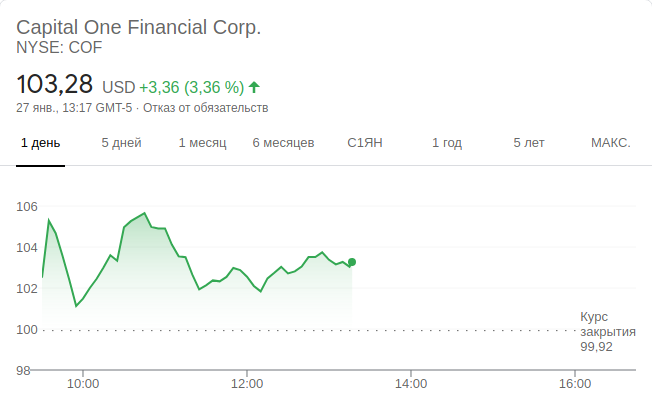 Capital One Financial Corp.
NYSE: COF
103,28 USD +3,36 (3,36 %)
27 янв., 13:17 GMT-5 · Отказ от обязательств
1 день 5 дней 1 месяц 6 месяцев С1ЯН 1 год 5 лет МАКС.
106
104
102
100
98
Курс
закрытия
99,92
10:00 12:00 14:00 16:00